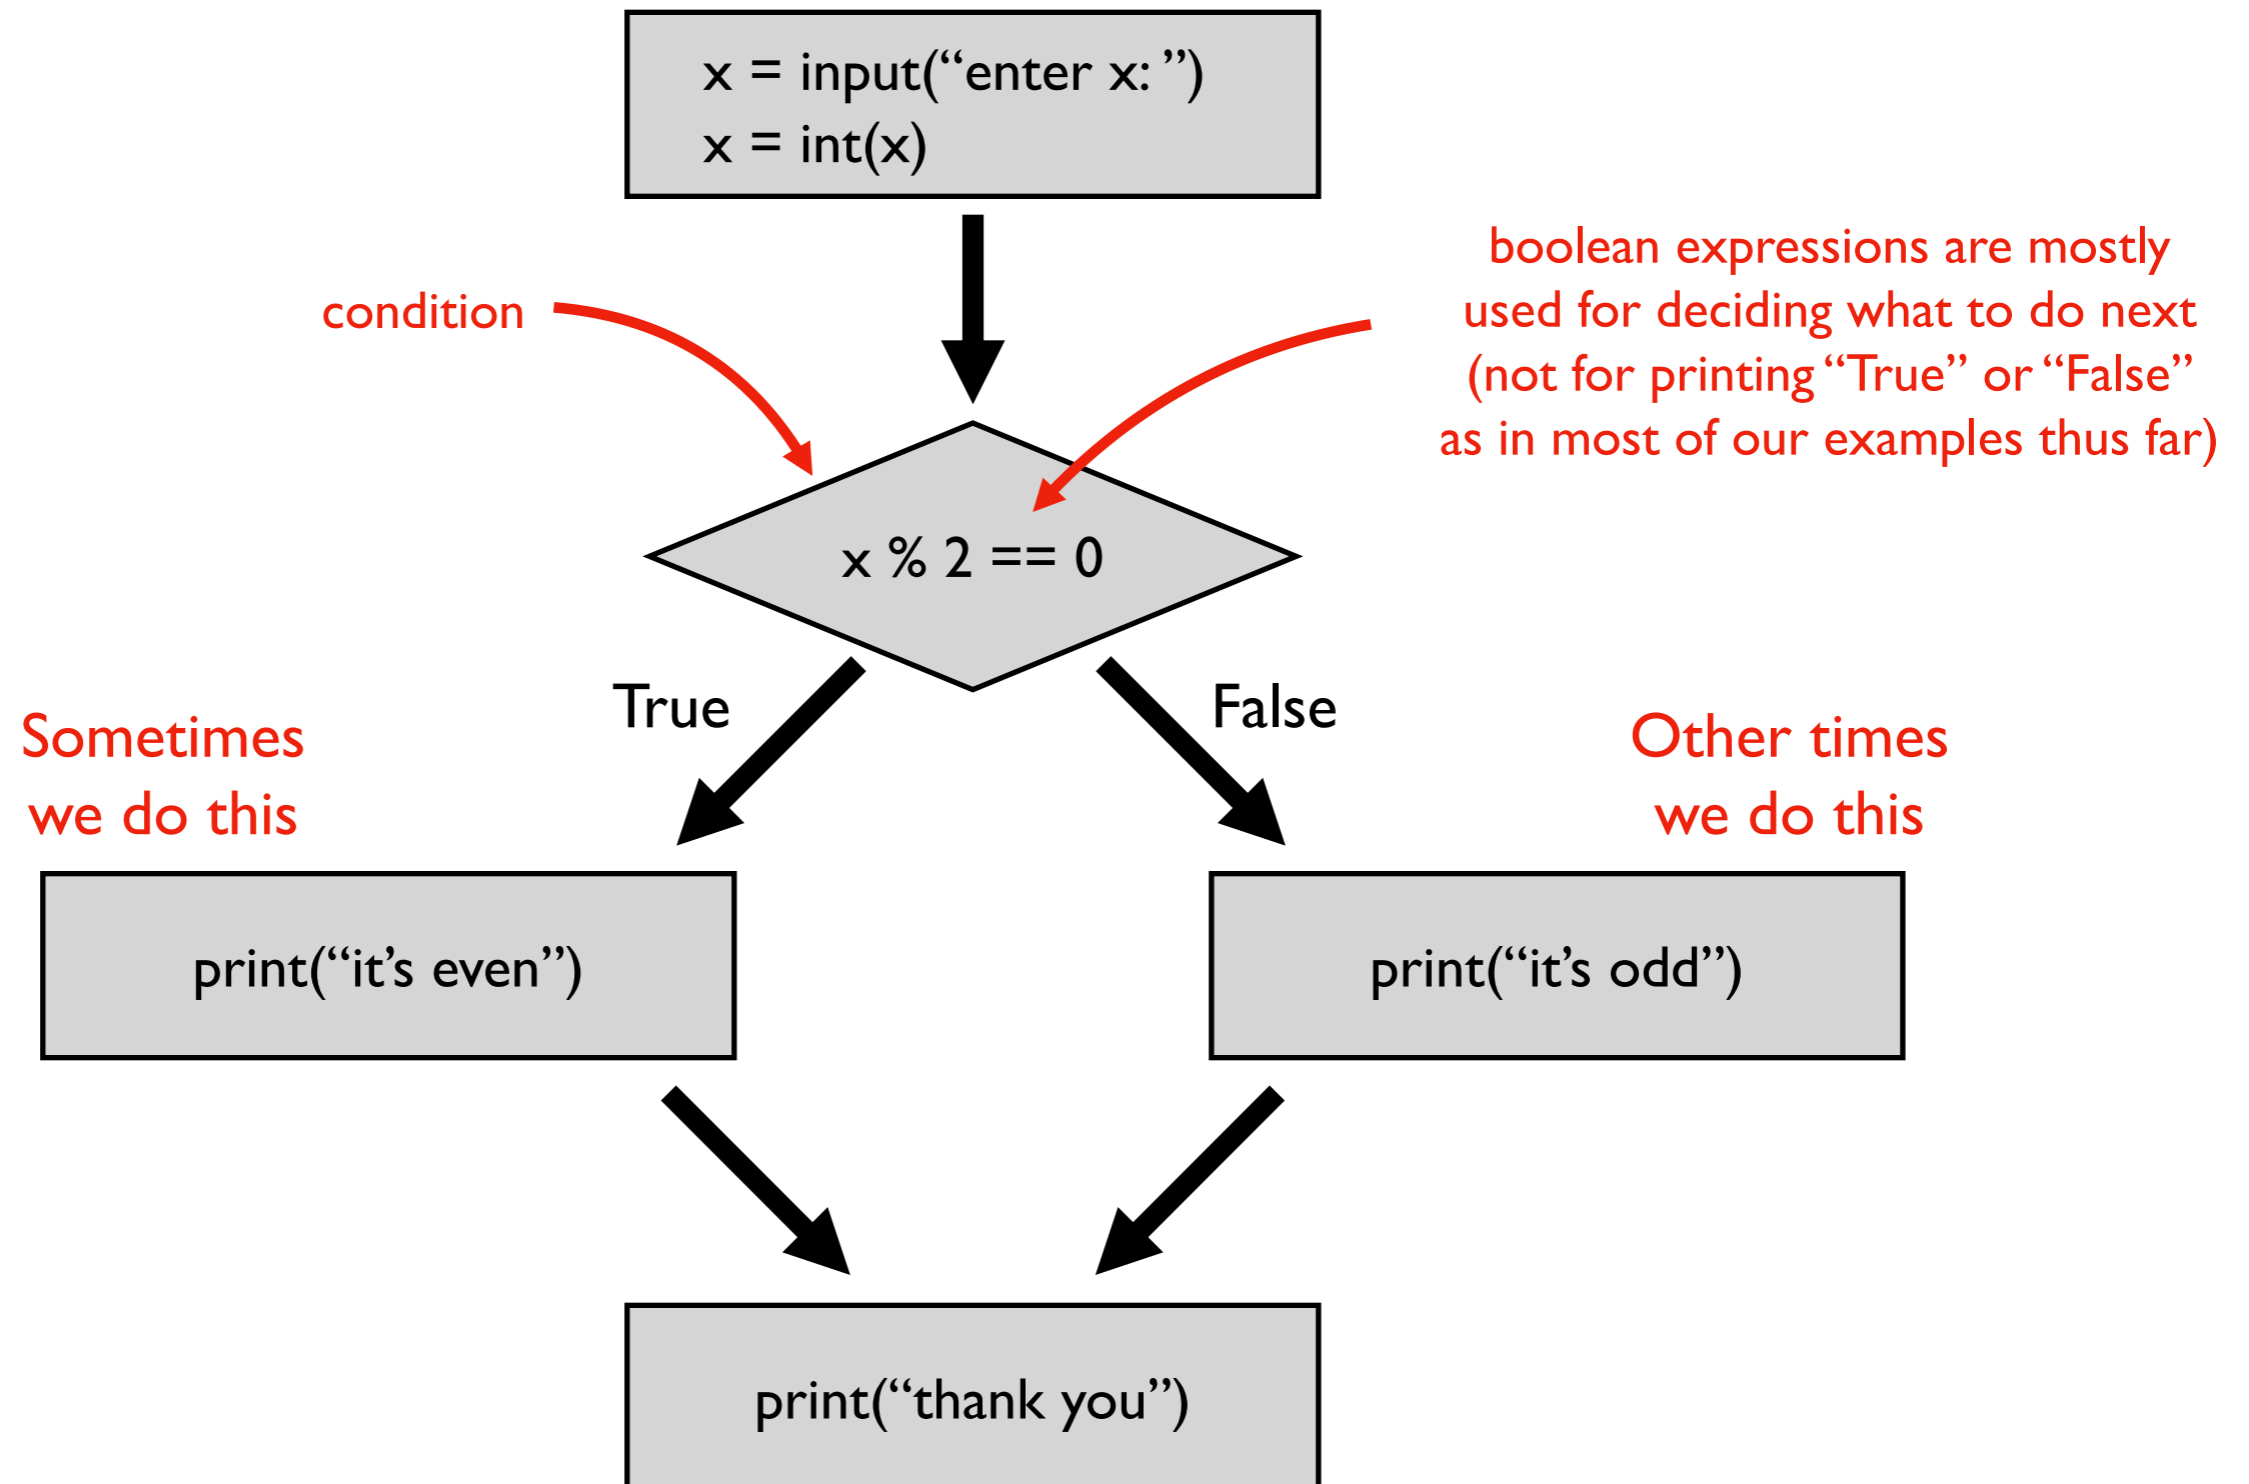 x = input(“enter x: ”)
x = int(x)
condition
boolean expressions are mostly
used for deciding what to do next
(not for printing “True” or “False”
as in most of our examples thus far)
x % 2 == 0
True
False
Sometimes
we do this
Other times
we do this
print(“it’s even”)
print(“it’s odd”)
print(“thank you”)